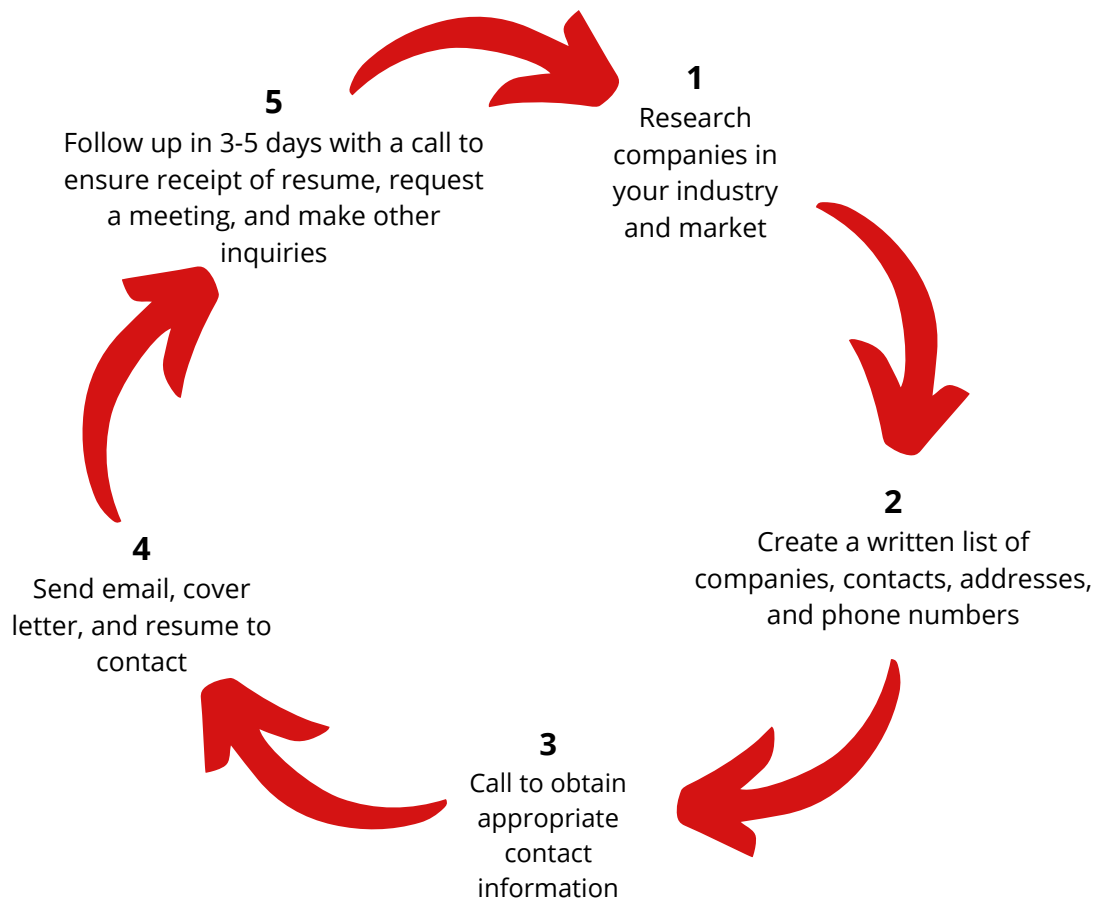 1
Research
companies in
your industry
and market
2
Create a written list of
companies, contacts, addresses,
and phone numbers
3
Call to obtain
appropriate
contact
information
4
Send email, cover
letter, and resume to
contact
5
Follow up in 3-5 days with a call to
ensure receipt of resume, request
a meeting, and make other
inquiries